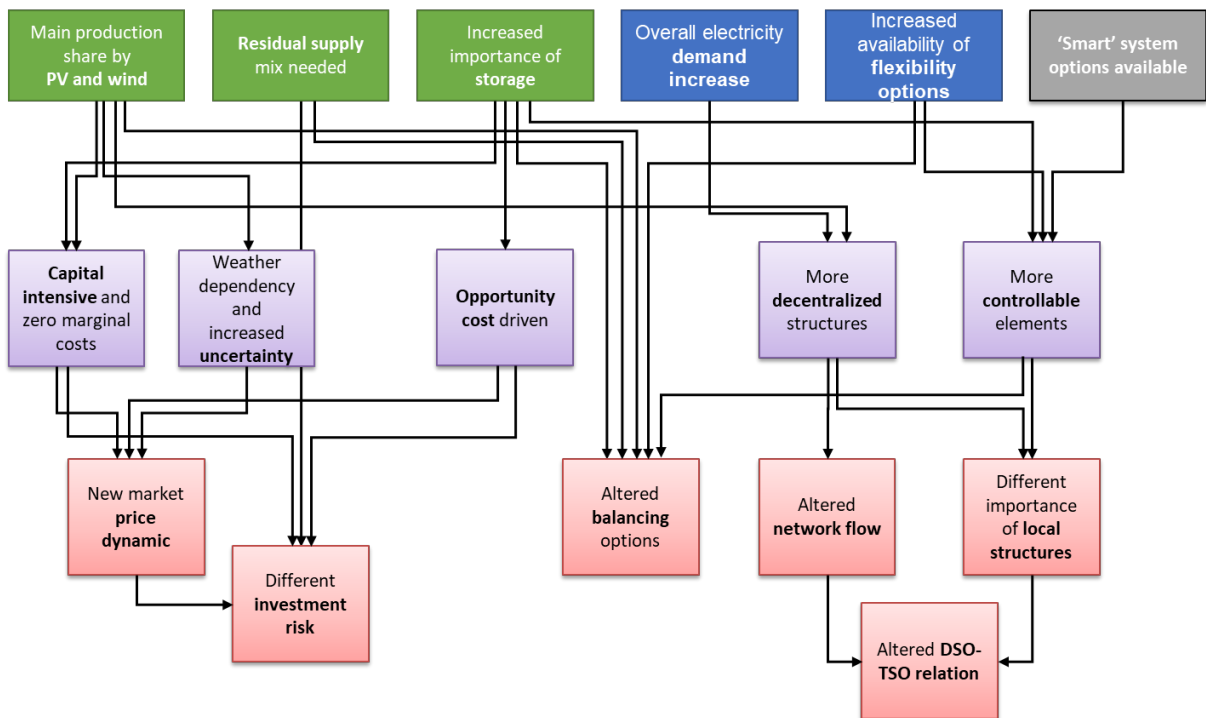 Main production
share by
PV and wind
Residual supply
mix needed
Increased
importance of
storage
Overall electricity
demand
increase
Increased
availability of
flexibility
options
‘Smart’ system
options available
Capital
intensive and
zero marginal
costs
Weather
dependency
and
increased
uncertainty
Opportunity
cost driven
More
decentralized
structures
More
controllable
elements
New market
price
dynamic
Different
investment
risk
Altered
balancing
options
Altered
network flow
Different
importance
of local
structures
Altered DSO-
TSO relation